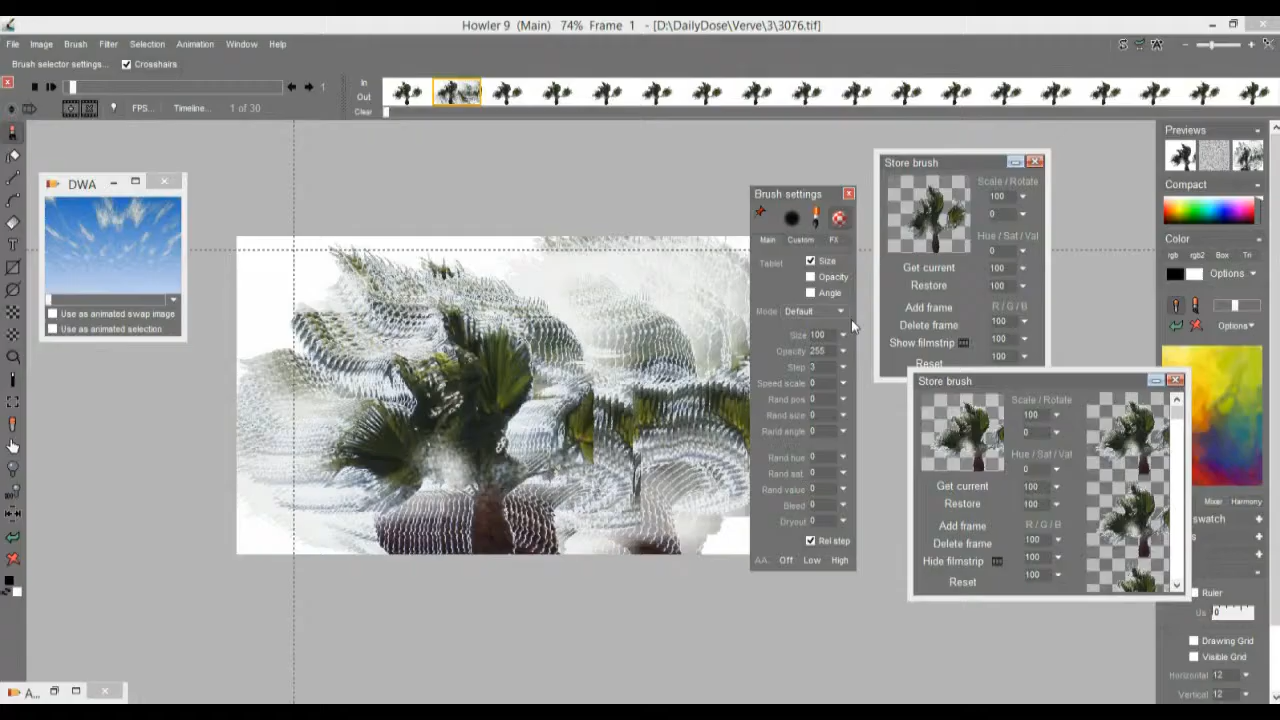 Howler 9 (Main) 74% Frame 1 - [D:\DailyDose\Verve\3\3076.tif]
File Image Brush Filter Selection Animation Window Help
Brush selector settings... Crosshairs
1 In
Out
FPS... Timeline... 1 of 30 Clear
DWA
Use as animated swap image
Use as animated selection
A...
Brush settings
Main Custom FX
Tablet Size
Opacity
Angle
Mode Default
Size 100
Opacity 255
Step 3
Speed scale 0
Rand pos 0
Rand size 0
Rand angle 0
Rand hue 0
Rand sat 0
Rand value 0
Bleed 0
Dryout 0
Rel step
AA.. Off Low High
Store brush
Scale / Rotate
100
0
Hue / Sat / Val
0
Get current 100
Restore 100
Add frame R / G / B
Delete frame 100
Show filmstrip 100
Reset 100
Store brush
Scale / Rotate
100
0
Hue / Sat / Val
0
Get current 100
Restore 100
Add frame R / G / B
Delete frame 100
Hide filmstrip 100
Reset 100
Previews
Compact
Color
rgb rgb2 Box Tri
Options
Options
Mixer Harmony
swatch
s
Ruler
Us 0
Drawing Grid
Visible Grid
Horizontal 12
Vertical 12